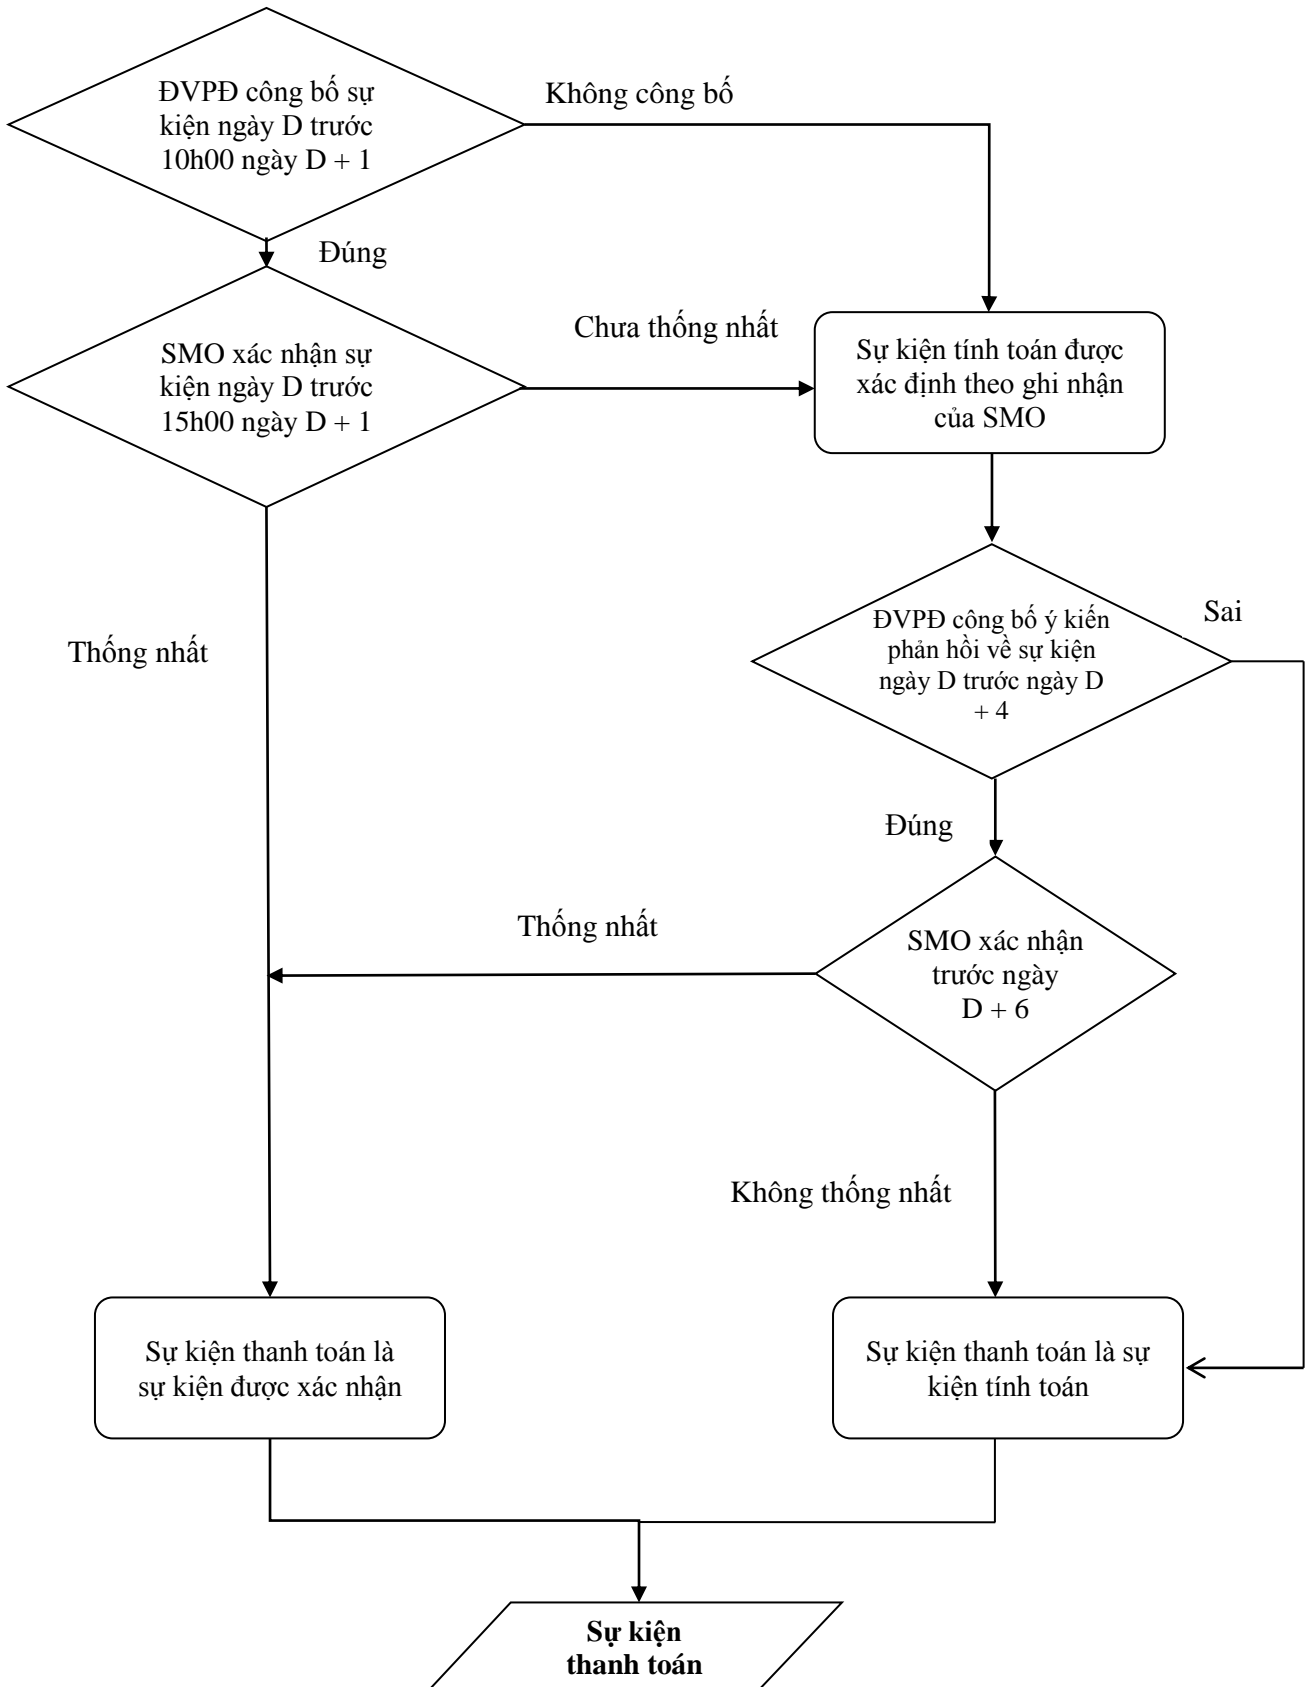 ĐVPĐ công bố sự
kiện ngày D trước
10h00 ngày D + 1
Không công bố
Đúng
SMO xác nhận sự
kiện ngày D trước
15h00 ngày D + 1
Chưa thống nhất
Sự kiện tính toán được
xác định theo ghi nhận
của SMO
Thống nhất
ĐVPĐ công bố ý kiến
phản hồi về sự kiện
ngày D trước ngày D
+ 4
Sai
Đúng
Thống nhất
SMO xác nhận
trước ngày
D + 6
Không thống nhất
Sự kiện thanh toán là
sự kiện được xác nhận
Sự kiện thanh toán là sự
kiện tính toán
Sự kiện
thanh toán